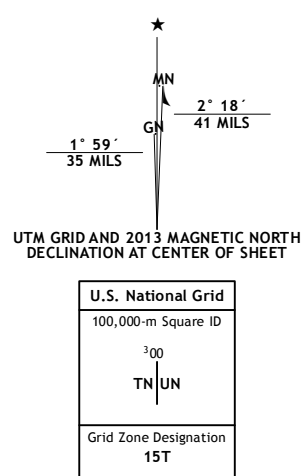 ★
MN
2° 18´
41 MILS
GN
1° 59´
35 MILS
UTM GRID AND 2013 MAGNETIC NORTH
DECLINATION AT CENTER OF SHEET
U.S. National Grid
100,000-m Square ID
³00
TN UN
Grid Zone Designation
15T